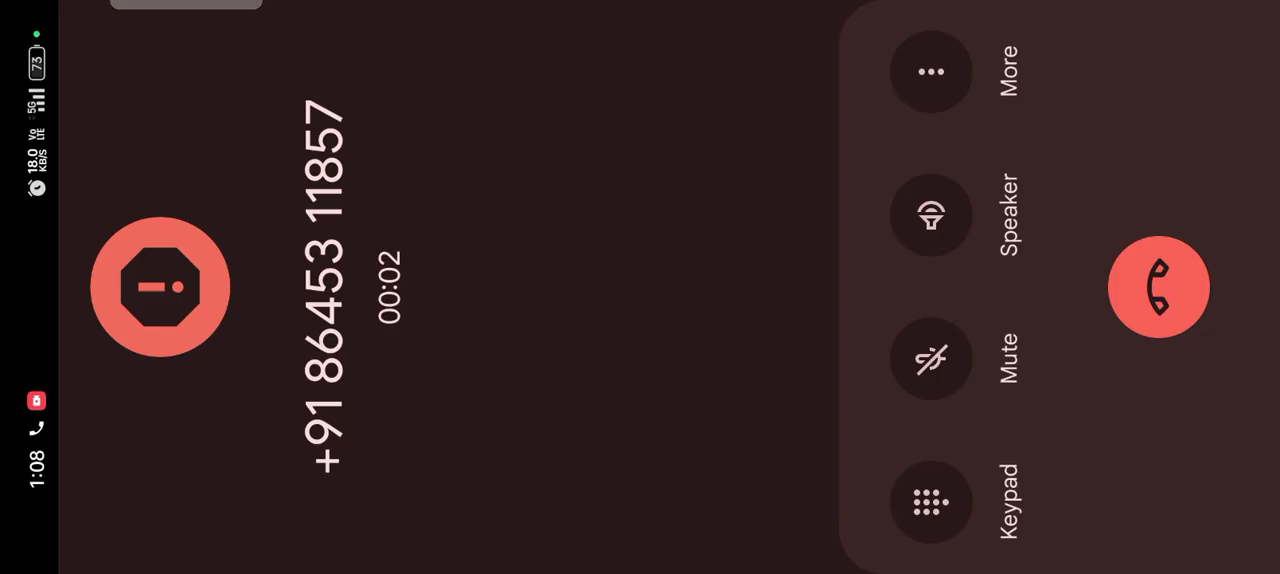 1:08
18.0
KB/S
Vo
LTE
5G
73
+91 86453 11857
00:02
Keypad
Mute
Speaker
More